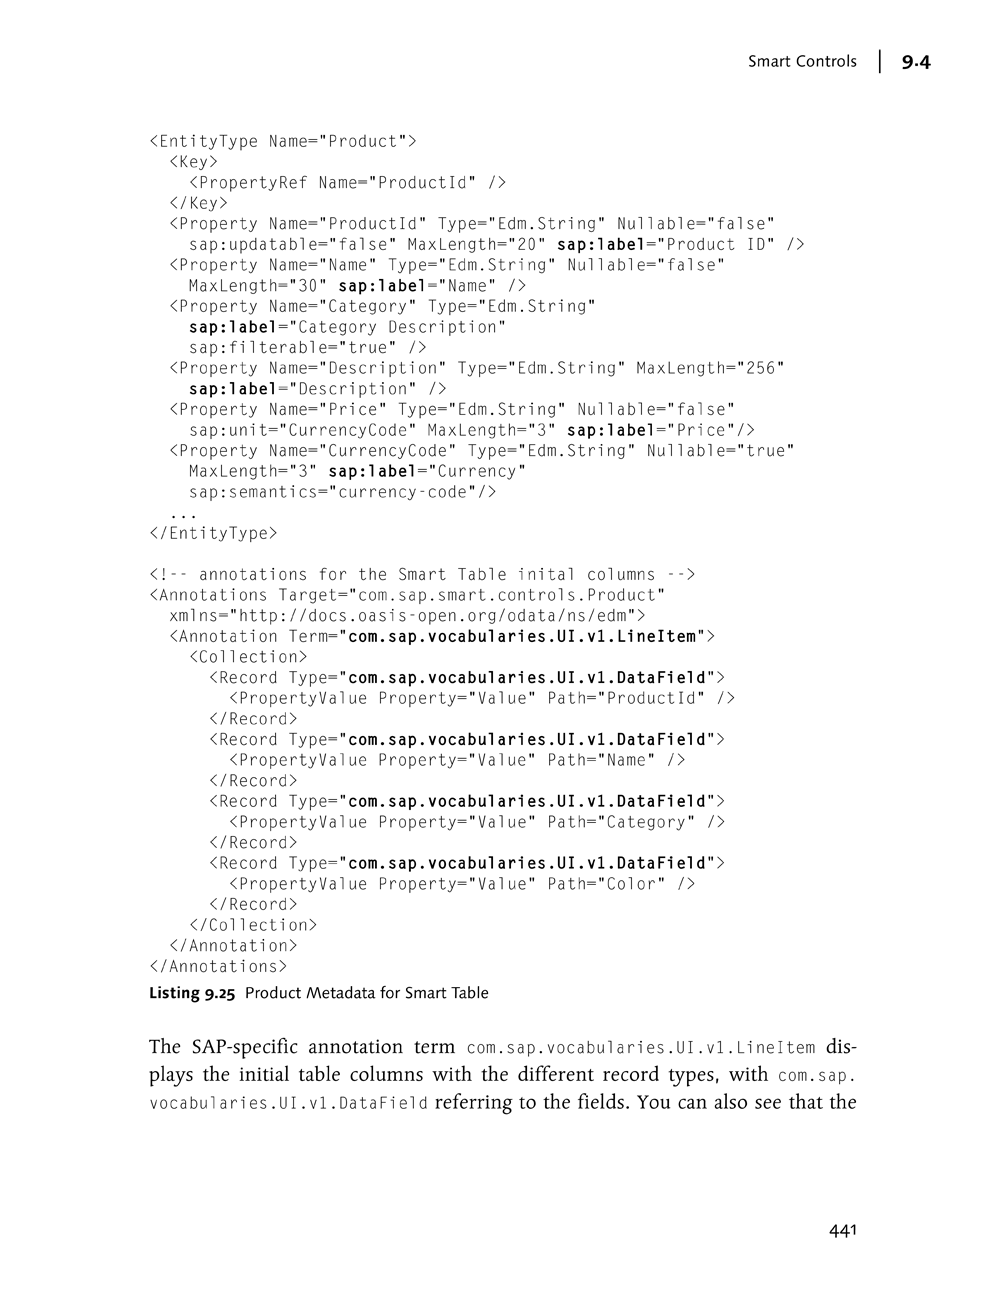 Smart Controls | 9.4
<EntityType Name="Product">
  <Key>
    <PropertyRef Name="ProductId" />
  </Key>
  <Property Name="ProductId" Type="Edm.String" Nullable="false"
    sap:updatable="false" MaxLength="20" sap:label="Product ID" />
  <Property Name="Name" Type="Edm.String" Nullable="false"
    MaxLength="30" sap:label="Name" />
  <Property Name="Category" Type="Edm.String"
    sap:label="Category Description"
    sap:filterable="true" />
  <Property Name="Description" Type="Edm.String" MaxLength="256"
    sap:label="Description" />
  <Property Name="Price" Type="Edm.String" Nullable="false"
    sap:unit="CurrencyCode" MaxLength="3" sap:label="Price"/>
  <Property Name="CurrencyCode" Type="Edm.String" Nullable="true"
    MaxLength="3" sap:label="Currency"
    sap:semantics="currency-code"/>
  ...
</EntityType>
<!-- annotations for the Smart Table inital columns -->
<Annotations Target="com.sap.smart.controls.Product"
  xmlns="http://docs.oasis-open.org/odata/ns/edm">
  <Annotation Term="com.sap.vocabularies.UI.v1.LineItem">
    <Collection>
      <Record Type="com.sap.vocabularies.UI.v1.DataField">
        <PropertyValue Property="Value" Path="ProductId" />
      </Record>
      <Record Type="com.sap.vocabularies.UI.v1.DataField">
        <PropertyValue Property="Value" Path="Name" />
      </Record>
      <Record Type="com.sap.vocabularies.UI.v1.DataField">
        <PropertyValue Property="Value" Path="Category" />
      </Record>
      <Record Type="com.sap.vocabularies.UI.v1.DataField">
        <PropertyValue Property="Value" Path="Color" />
      </Record>
    </Collection>
  </Annotation>
</Annotations>
Listing 9.25 Product Metadata for Smart Table
The SAP-specific annotation term com.sap.vocabularies.UI.v1.LineItem dis-
plays the initial table columns with the different record types, with com.sap.
vocabularies.UI.v1.DataField referring to the fields. You can also see that the
441